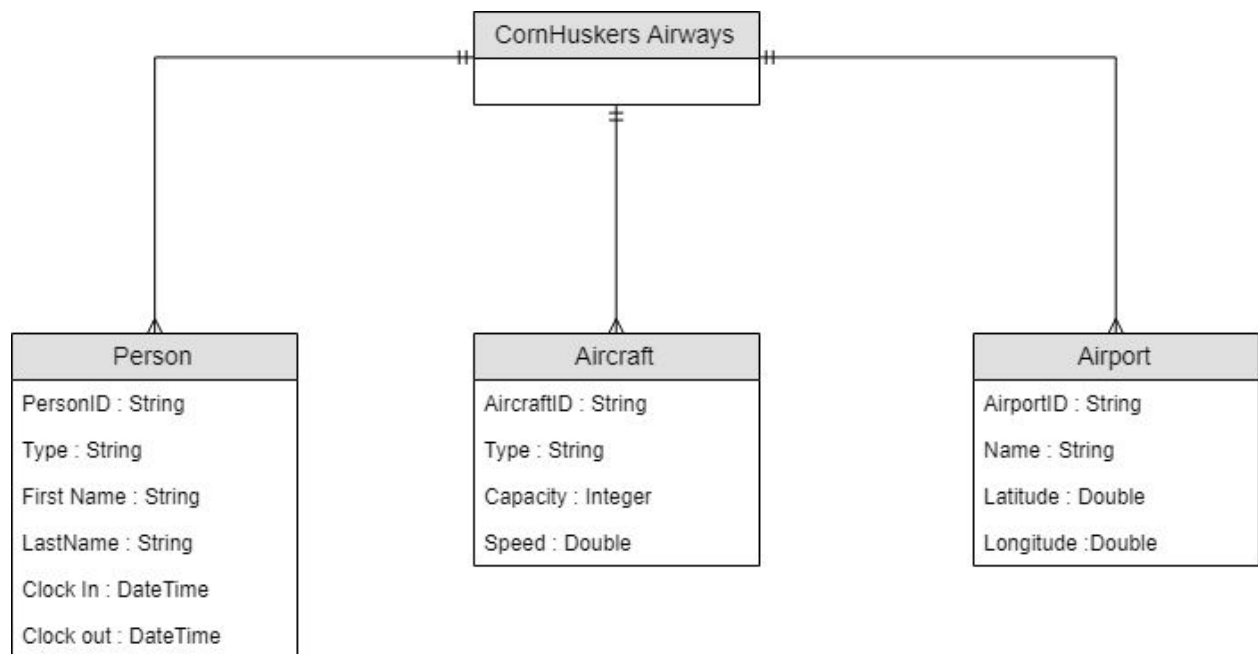 CornHuskers Airways
Person
PersonID : String
Type : String
First Name : String
LastName : String
Clock In : DateTime
Clock out : DateTime
Aircraft
AircraftID : String
Type : String
Capacity : Integer
Speed : Double
Airport
AirportID : String
Name : String
Latitude : Double
Longitude :Double